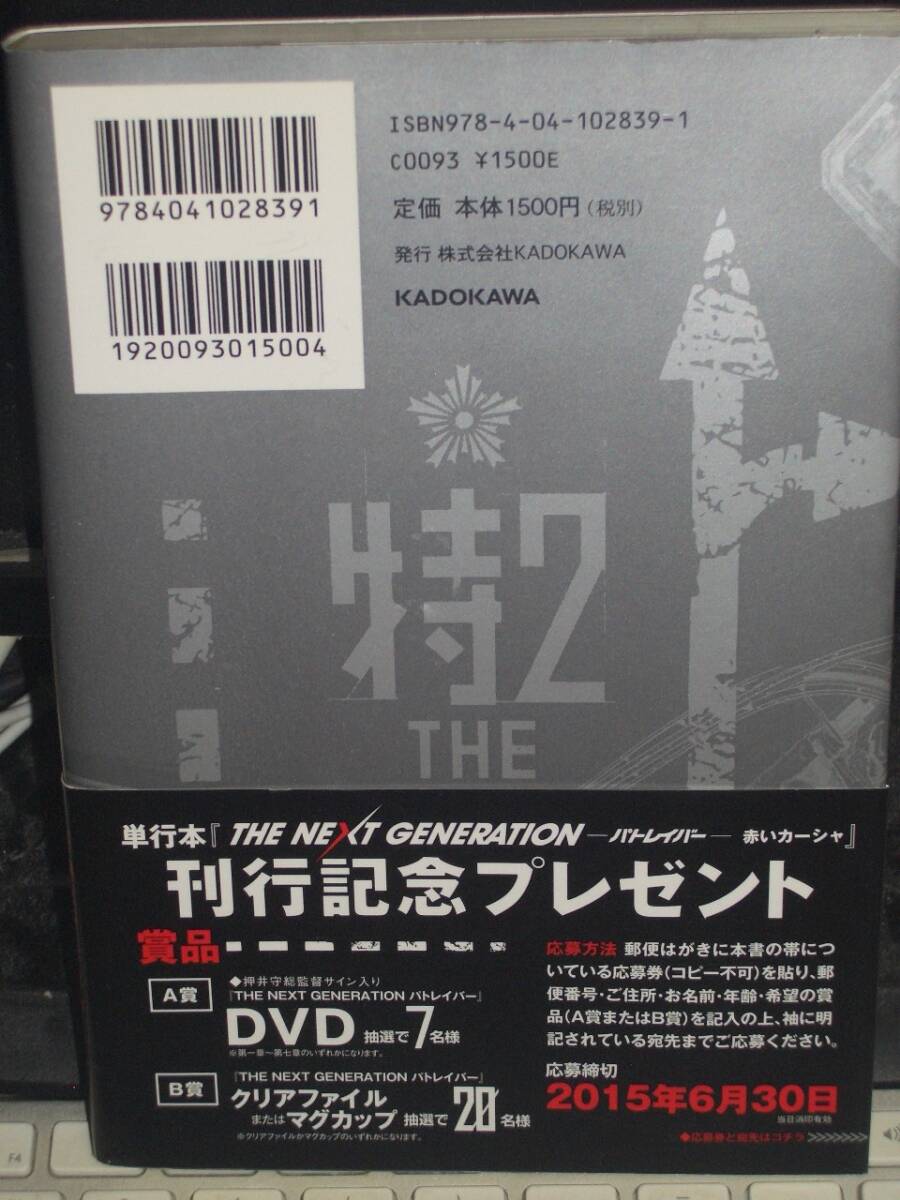 9784041028391
1920093015004
ISBN978-4-04-102839-1
C0093 ¥1500E
定価 本体1500円(税別)
発行 株式会社KADOKAWA
KADOKAWA
特2
THE
単行本『THE NEXT GENERATION ―パトレイバー― 赤いカーシャ』
刊行記念プレゼント
賞品
A賞
◆押井守総監督サイン入り
『THE NEXT GENERATION パトレイバー』
DVD 抽選で7名様
※第一章〜第七章のいずれかになります。
B賞
『THE NEXT GENERATION パトレイバー』
クリアファイル
またはマグカップ 抽選で20名様
※クリアファイルかマグカップのいずれかになります。
応募方法 郵便はがきに本書の帯につ
いている応募券(コピー不可)を貼り、郵
便番号・ご住所・お名前・年齢・希望の賞
品(A賞またはB賞)を記入の上、袖に明
記されている宛先までご応募ください。
応募締切
2015年6月30日
当日消印有効
◆応募券と宛先はコチラ
F4